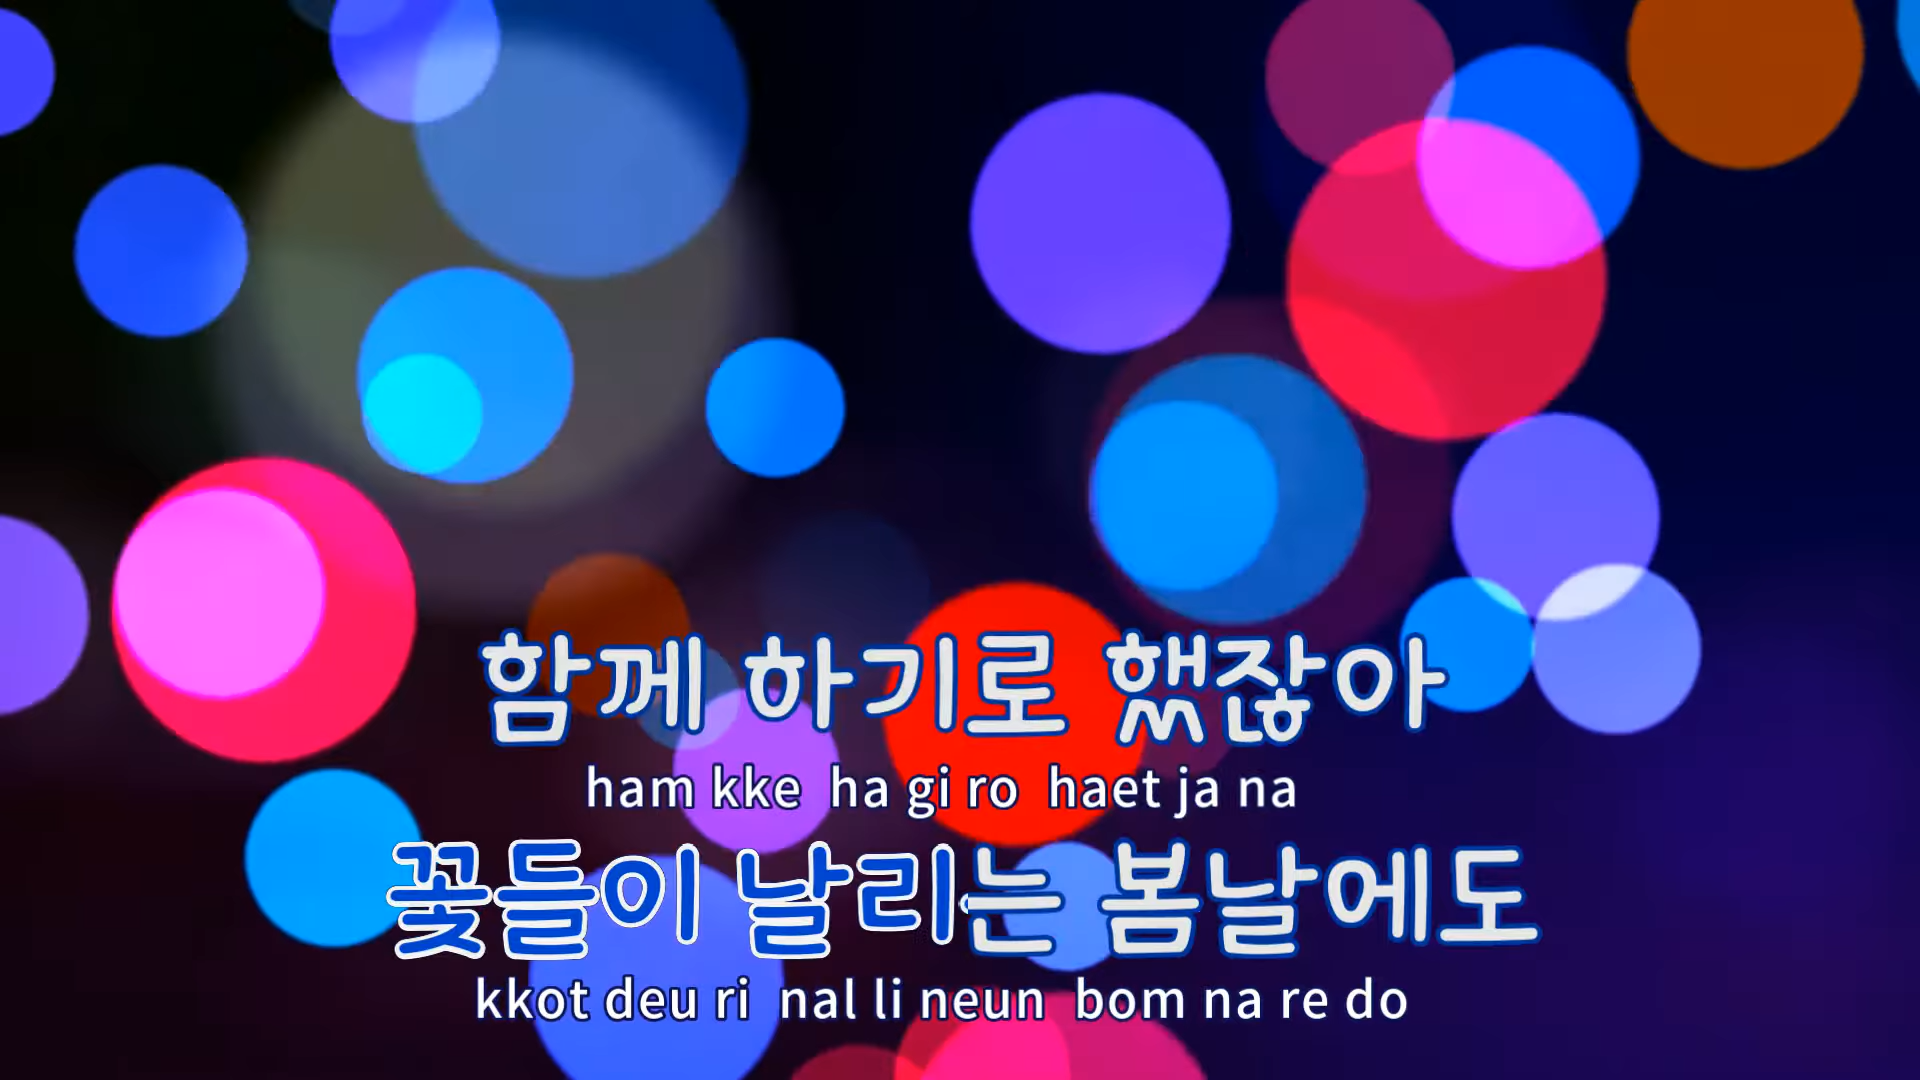 함께 하기로 했잖아
ham kke ha gi ro haet ja na
꽃들이 날리는 봄날에도
kkot deu ri nal li neun bom na re do